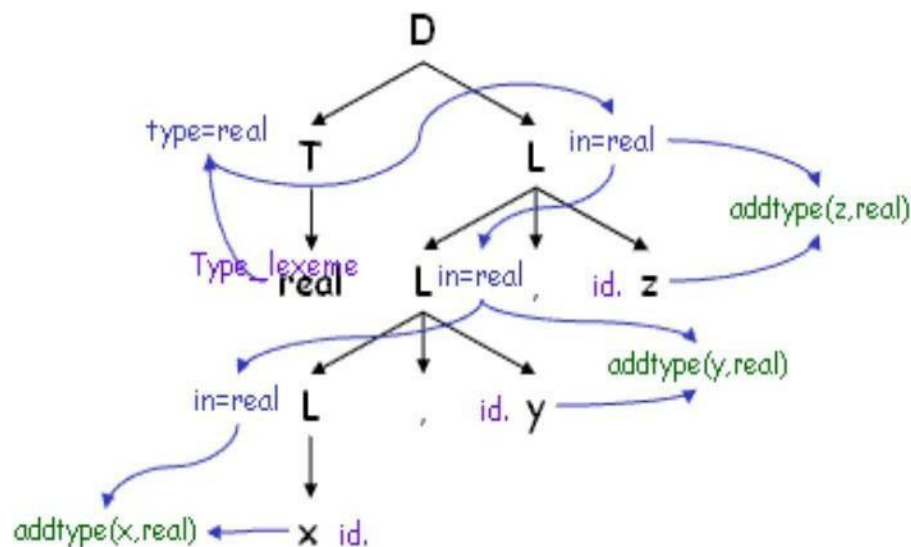 D
type=real
T
L
in=real
addtype(z,real)
Type_lexeme
real
L
in=real
,
id.
z
addtype(y,real)
in=real
L
,
id.
y
addtype(x,real)
x
id.